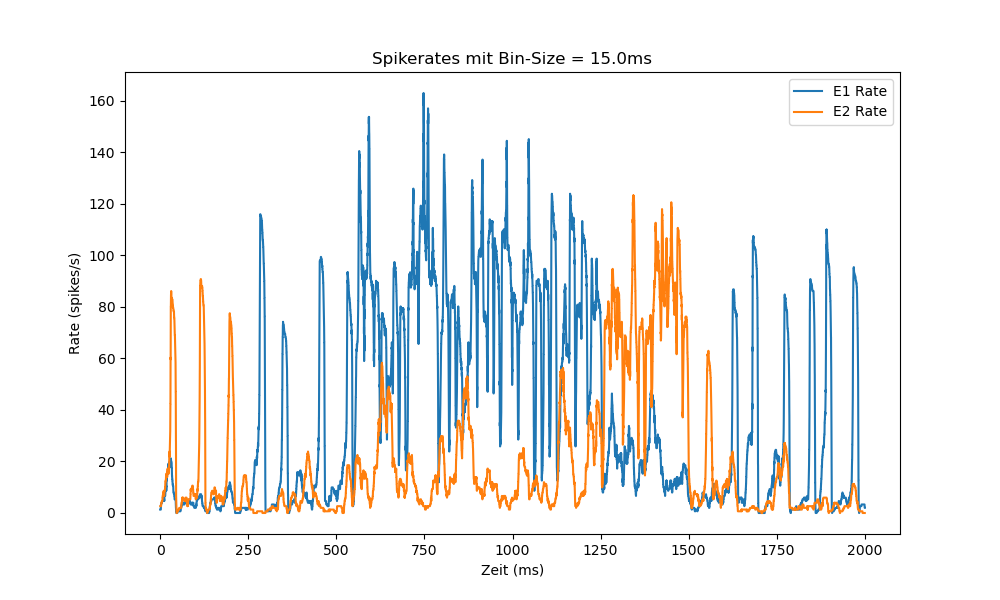 Spikerates mit Bin-Size = 15.0ms
E1 Rate
E2 Rate
160
140
120
100
80
60
40
20
0
Rate (spikes/s)
0 250 500 750 1000 1250 1500 1750 2000
Zeit (ms)